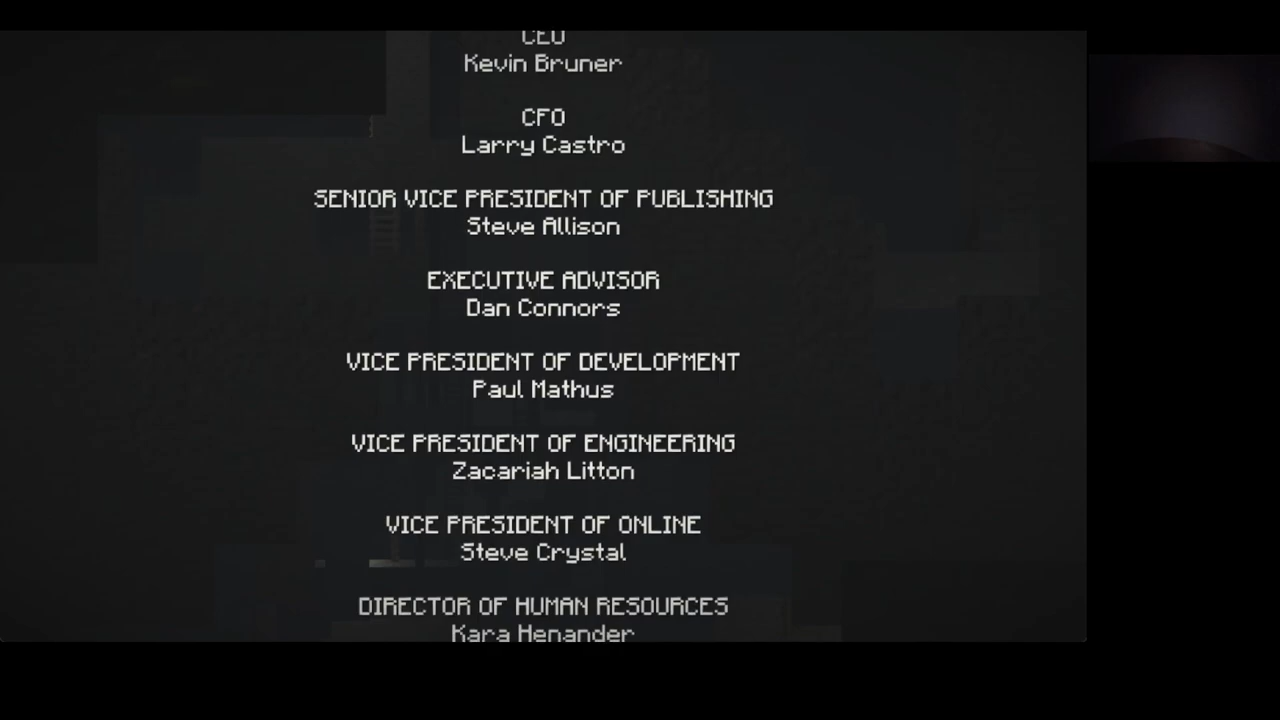 CEO
Kevin Bruner
CFO
Larry Castro
SENIOR VICE PRESIDENT OF PUBLISHING
Steve Allison
EXECUTIVE ADVISOR
Dan Connors
VICE PRESIDENT OF DEVELOPMENT
Paul Mathus
VICE PRESIDENT OF ENGINEERING
Zacariah Litton
VICE PRESIDENT OF ONLINE
Steve Crystal
DIRECTOR OF HUMAN RESOURCES
Kara Henander